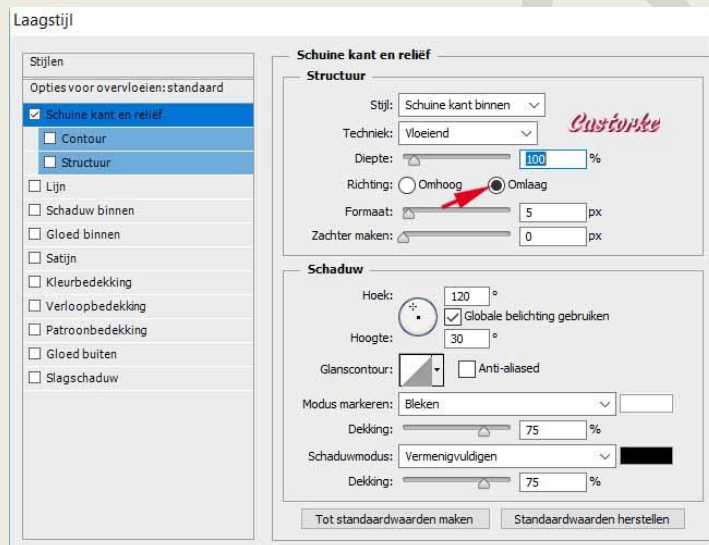 Laagstijl
Stijlen
Opties voor overvloeien: standaard
Schuine kant en reliëf
Contour
Structuur
Lijn
Schaduw binnen
Gloed binnen
Satijn
Kleurbedekking
Verloopbedekking
Patroonbedekking
Gloed buiten
Slagschaduw
Schuine kant en reliëf
Structuur
Stijl: Schuine kant binnen
Castorke
Techniek: Vloeiend
Diepte: 100 %
Richting: Omhoog Omlaag
Formaat: 5 px
Zachter maken: 0 px
Schaduw
Hoek: 120 °
Globale belichting gebruiken
Hoogte: 30 °
Glanscontour: Anti-aliased
Modus markeren: Bleken
Dekking: 75 %
Schaduwmodus: Vermenigvuldigen
Dekking: 75 %
Tot standaardwaarden maken Standaardwaarden herstellen